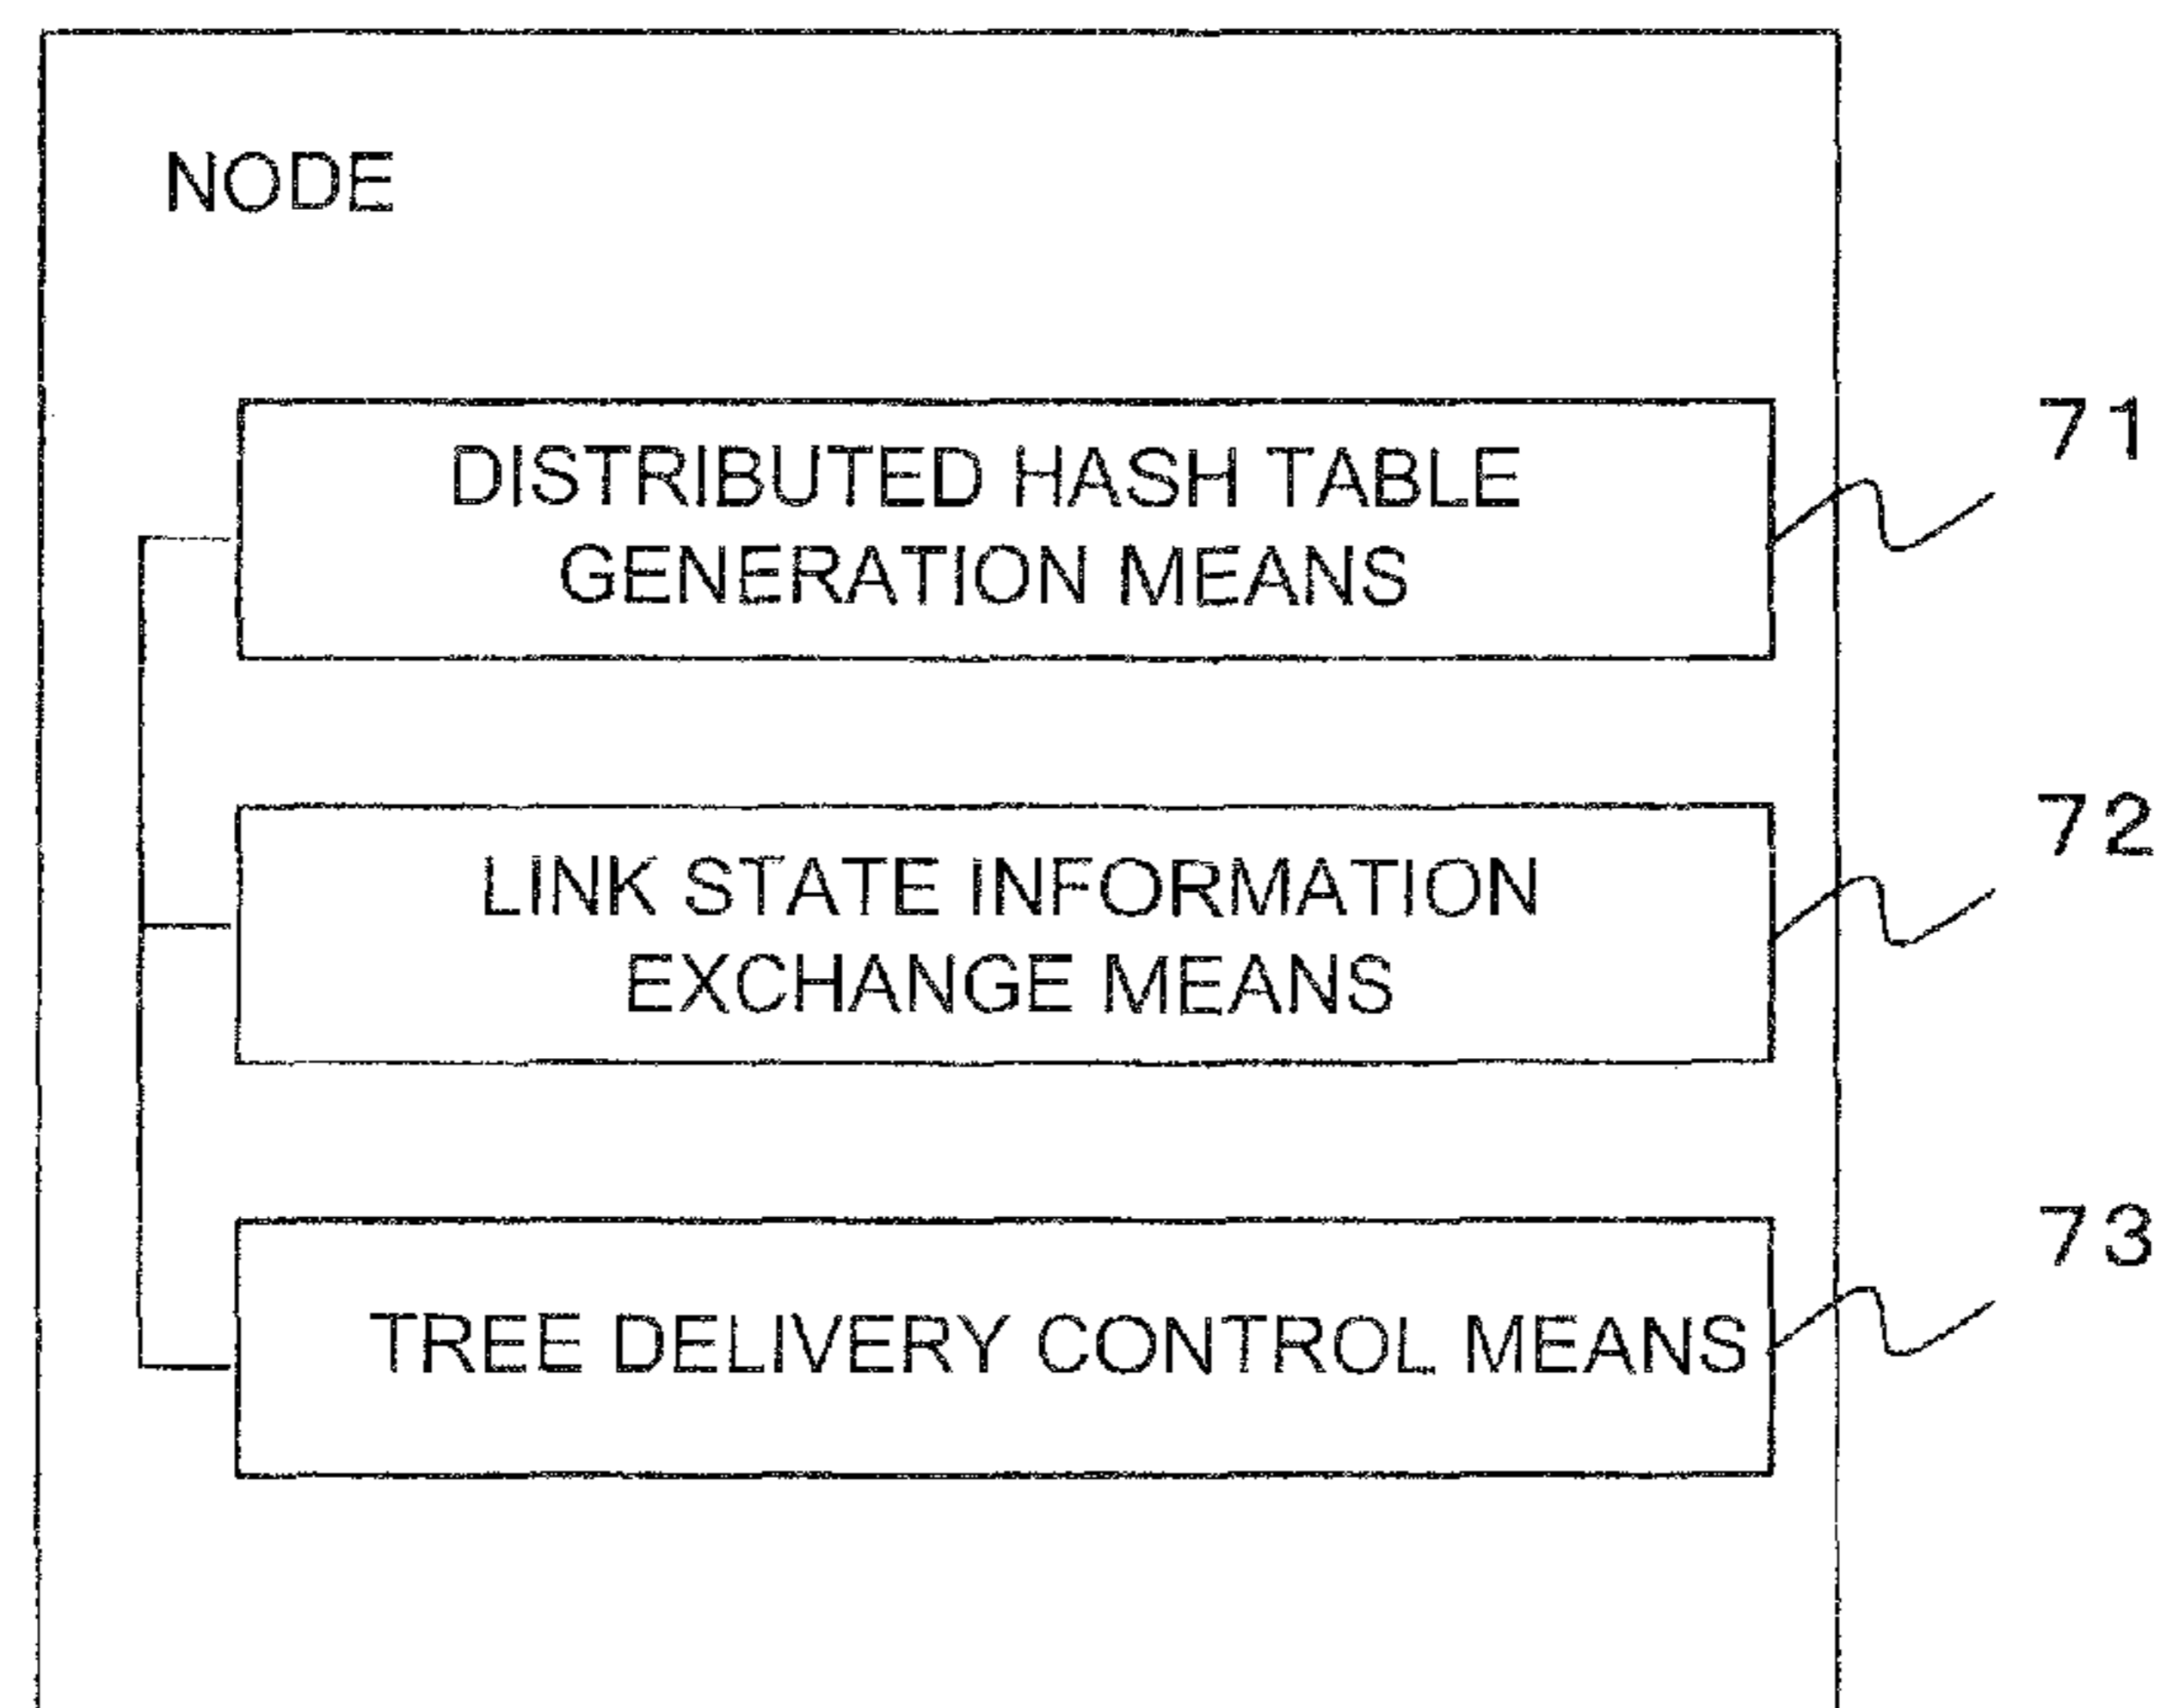 NODE
DISTRIBUTED HASH TABLE
GENERATION MEANS
71
LINK STATE INFORMATION
EXCHANGE MEANS
72
TREE DELIVERY CONTROL MEANS
73